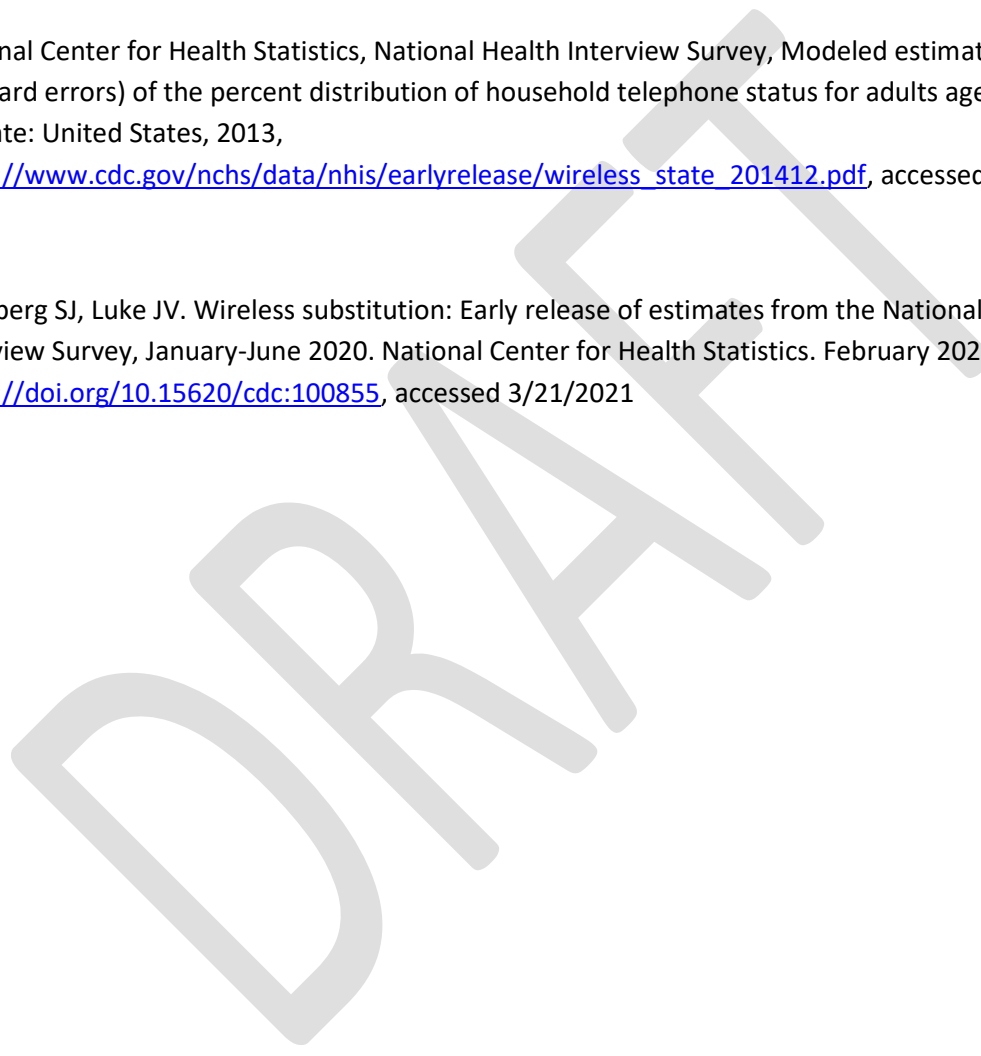 nal Center for Health Statistics, National Health Interview Survey, Modeled estimat
ard errors) of the percent distribution of household telephone status for adults age
ate: United States, 2013,
://www.cdc.gov/nchs/data/nhis/earlyrelease/wireless_state_201412.pdf, accessed
berg SJ, Luke JV. Wireless substitution: Early release of estimates from the National
view Survey, January-June 2020. National Center for Health Statistics. February 202
://doi.org/10.15620/cdc:100855, accessed 3/21/2021
DRAFT